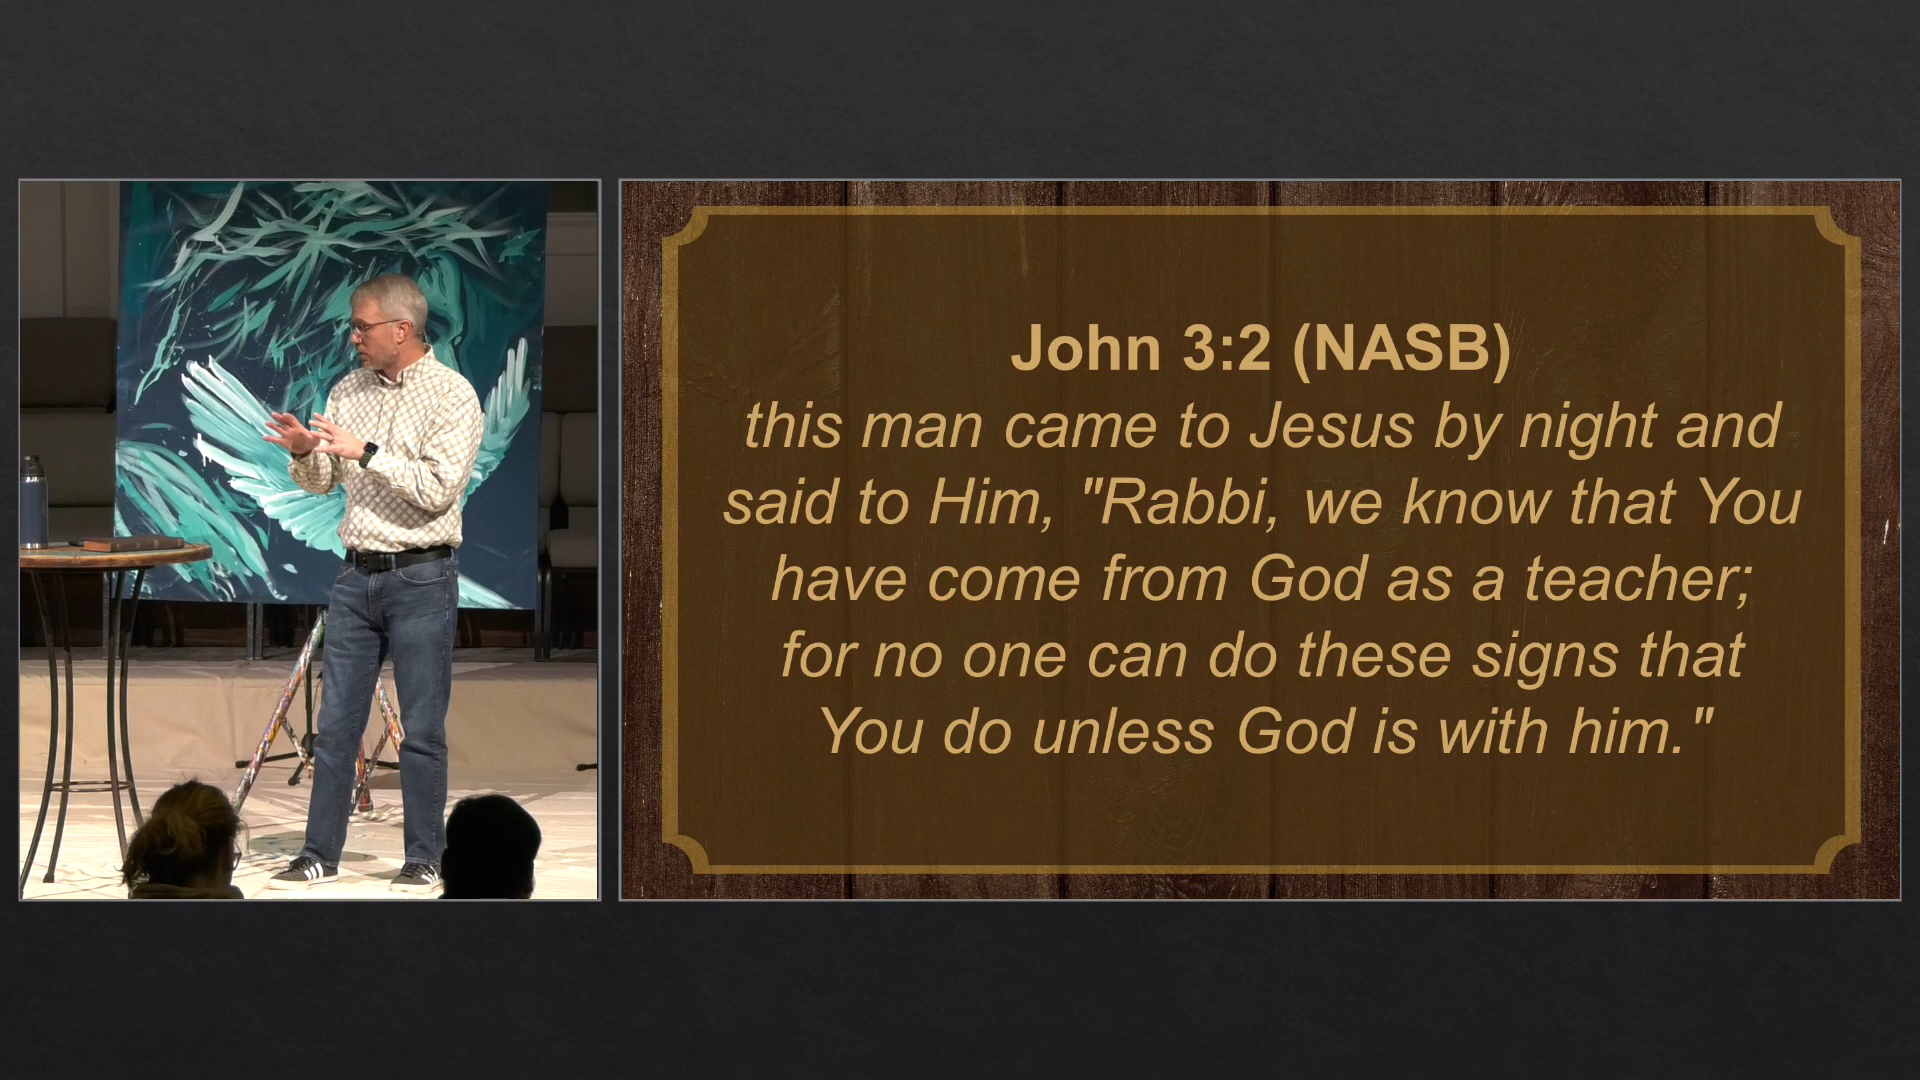 John 3:2 (NASB)
this man came to Jesus by night and
said to Him, "Rabbi, we know that You
have come from God as a teacher;
for no one can do these signs that
You do unless God is with him."